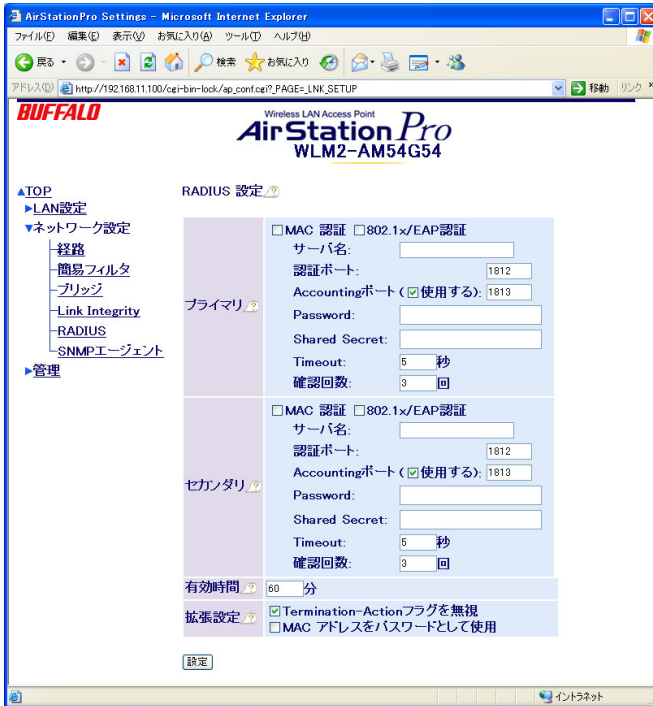 AirStationPro Settings - Microsoft Internet Explorer
ファイル(F) 編集(E) 表示(V) お気に入り(A) ツール(T) ヘルプ(H)
戻る 検索 お気に入り
アドレス(D) http://192.168.11.100/cgi-bin-lock/ap_conf.cgi?_PAGE=_LNK_SETUP 移動 リンク »
BUFFALO
Wireless LAN Access Point
AirStation Pro
WLM2-AM54G54
▲TOP
▶LAN設定
▼ネットワーク設定
経路
簡易フィルタ
ブリッジ
Link Integrity
RADIUS
SNMPエージェント
▶管理
RADIUS 設定 ?
プライマリ ?
MAC 認証 802.1x/EAP認証
サーバ名:
認証ポート: 1812
Accountingポート ( 使用する): 1813
Password:
Shared Secret:
Timeout: 5 秒
確認回数: 3 回
セカンダリ ?
MAC 認証 802.1x/EAP認証
サーバ名:
認証ポート: 1812
Accountingポート ( 使用する): 1813
Password:
Shared Secret:
Timeout: 5 秒
確認回数: 3 回
有効時間 ? 60 分
拡張設定 ?
Termination-Actionフラグを無視
MAC アドレスをパスワードとして使用
設定
イントラネット